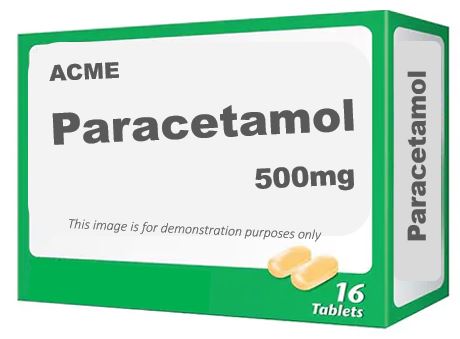 ACME
Paracetamol
500mg
This image is for demonstration purposes only
16
Tablets
Paracetamol